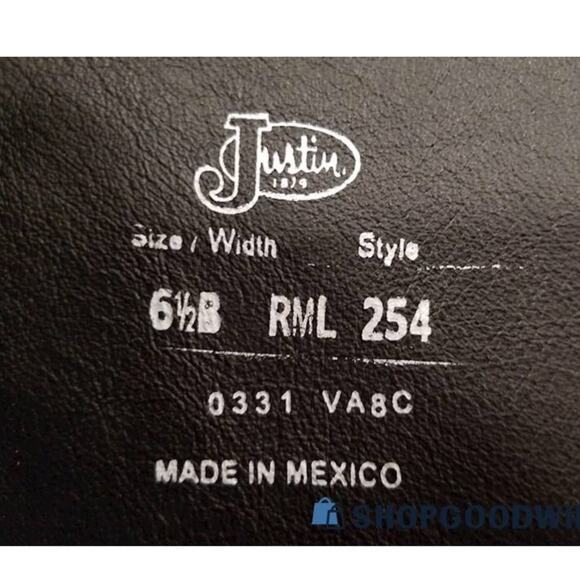 Justin.
1879
Size / Width Style
6½B RML 254
0331 VA8C
MADE IN MEXICO